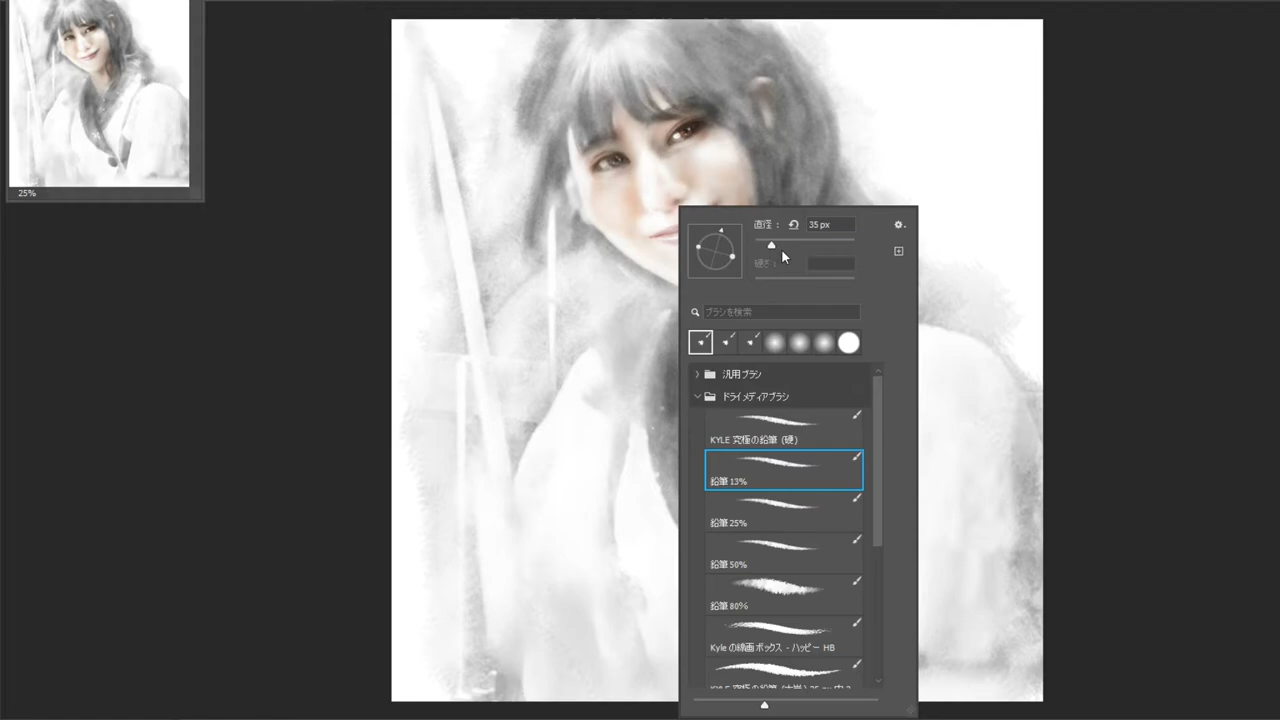 25%
直径： 35 px
硬さ：
ブラシを検索
汎用ブラシ
ドライメディアブラシ
KYLE 究極の鉛筆 (硬)
鉛筆 13%
鉛筆 25%
鉛筆 50%
鉛筆 80%
Kyle の線画ボックス - ハッピー HB